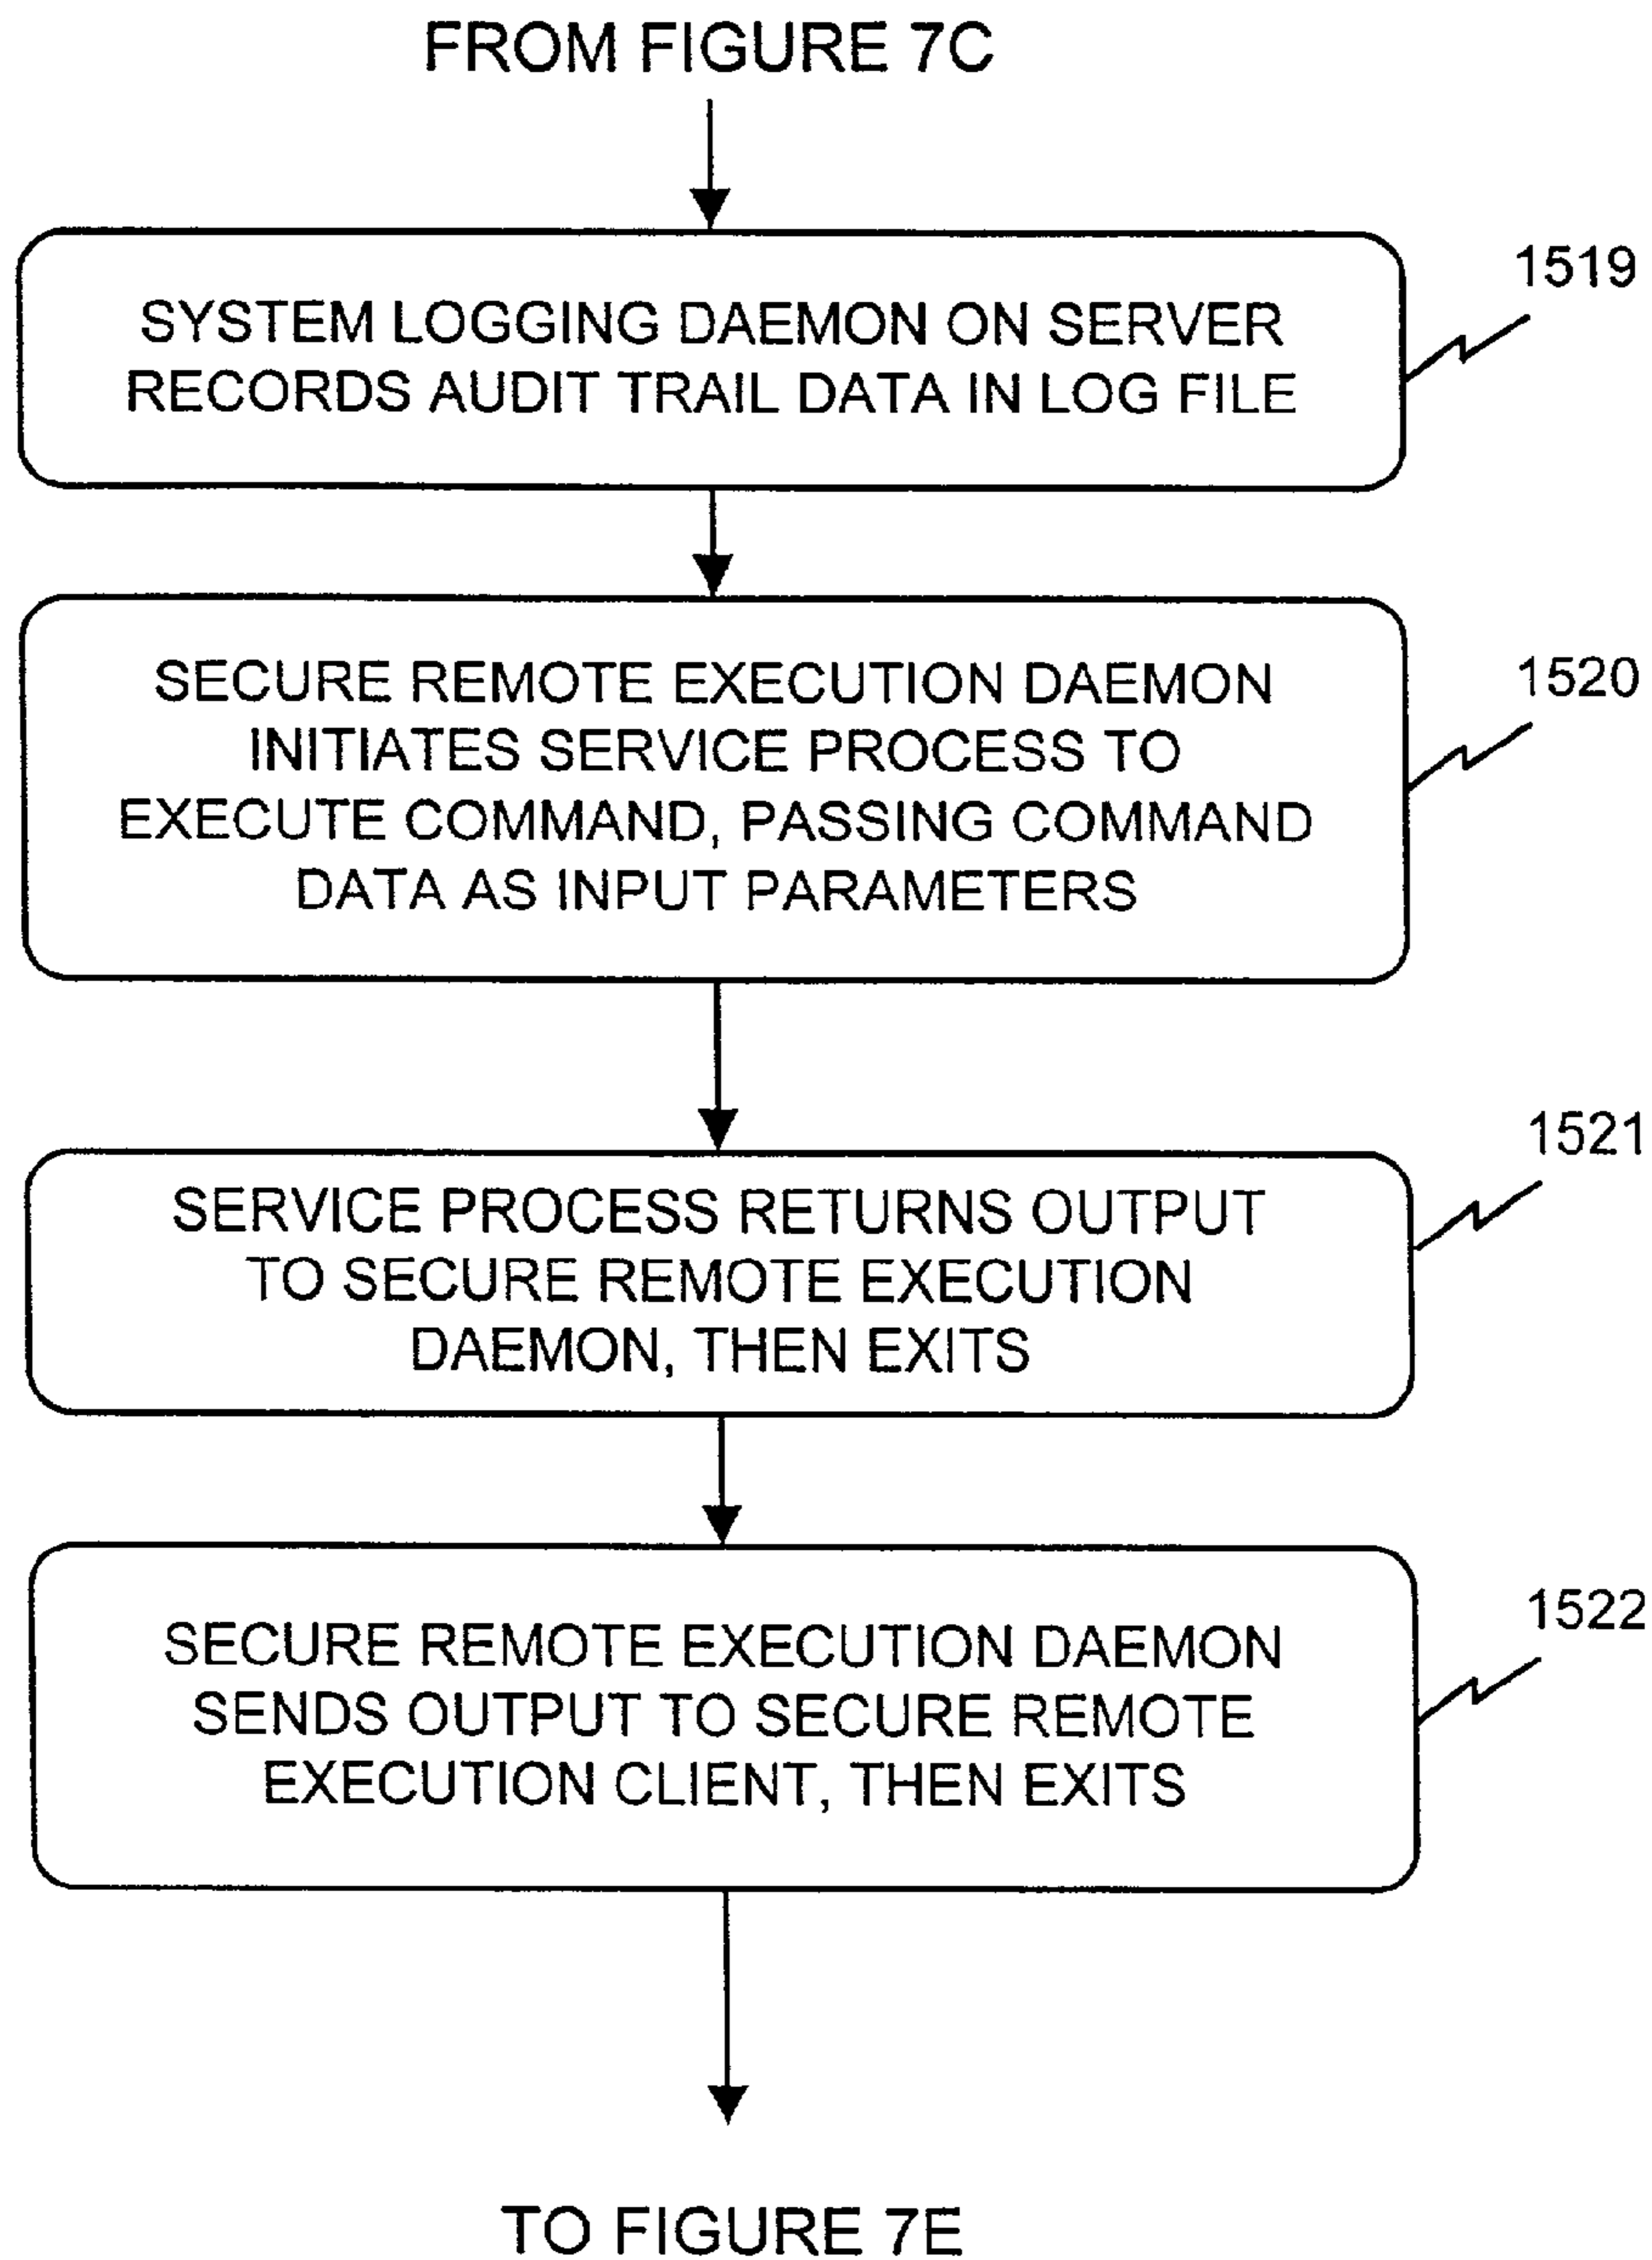 FROM FIGURE 7C
1519
SYSTEM LOGGING DAEMON ON SERVER
RECORDS AUDIT TRAIL DATA IN LOG FILE
1520
SECURE REMOTE EXECUTION DAEMON
INITIATES SERVICE PROCESS TO
EXECUTE COMMAND, PASSING COMMAND
DATA AS INPUT PARAMETERS
1521
SERVICE PROCESS RETURNS OUTPUT
TO SECURE REMOTE EXECUTION
DAEMON, THEN EXITS
1522
SECURE REMOTE EXECUTION DAEMON
SENDS OUTPUT TO SECURE REMOTE
EXECUTION CLIENT, THEN EXITS
TO FIGURE 7E